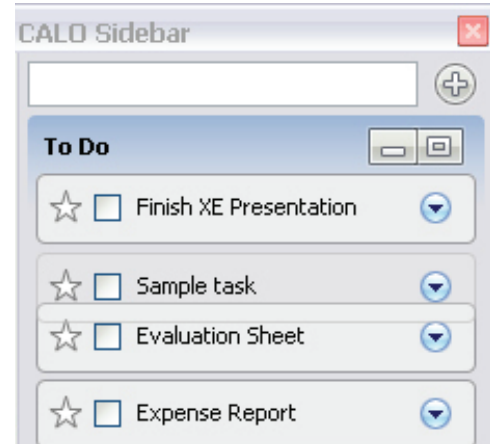 CALO Sidebar
To Do
Finish XE Presentation
Sample task
Evaluation Sheet
Expense Report